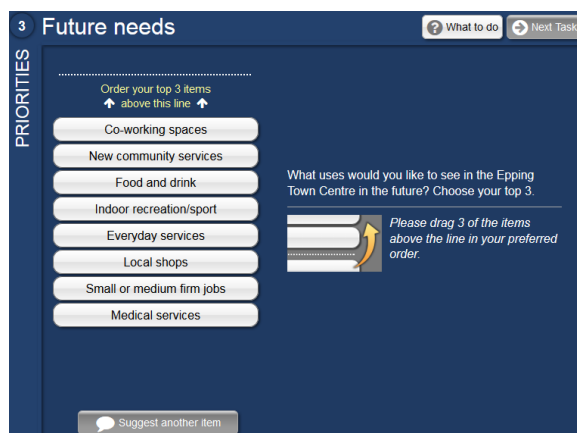 3 Future needs
What to do
Next Task
PRIORITIES
Order your top 3 items
above this line
Co-working spaces
New community services
Food and drink
Indoor recreation/sport
Everyday services
Local shops
Small or medium firm jobs
Medical services
Suggest another item
What uses would you like to see in the Epping
Town Centre in the future? Choose your top 3.
Please drag 3 of the items
above the line in your preferred
order.